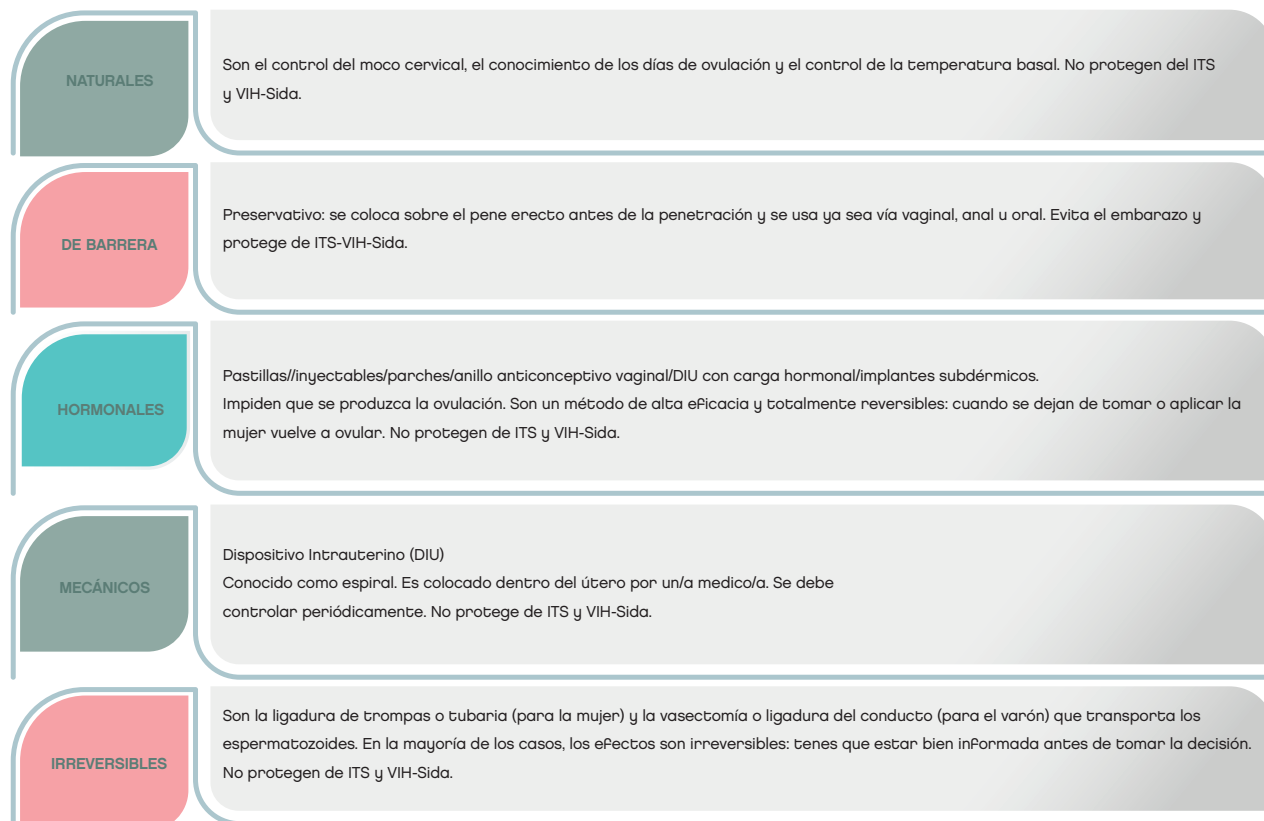 NATURALES
Son el control del moco cervical, el conocimiento de los días de ovulación y el control de la temperatura basal. No protegen del ITS
y VIH-Sida.
DE BARRERA
Preservativo: se coloca sobre el pene erecto antes de la penetración y se usa ya sea vía vaginal, anal u oral. Evita el embarazo y
protege de ITS-VIH-Sida.
HORMONALES
Pastillas//inyectables/parches/anillo anticonceptivo vaginal/DIU con carga hormonal/implantes subdérmicos.
Impiden que se produzca la ovulación. Son un método de alta eficacia y totalmente reversibles: cuando se dejan de tomar o aplicar la
mujer vuelve a ovular. No protegen de ITS y VIH-Sida.
MECÁNICOS
Dispositivo Intrauterino (DIU)
Conocido como espiral. Es colocado dentro del útero por un/a medico/a. Se debe
controlar periódicamente. No protege de ITS y VIH-Sida.
IRREVERSIBLES
Son la ligadura de trompas o tubaria (para la mujer) y la vasectomía o ligadura del conducto (para el varón) que transporta los
espermatozoides. En la mayoría de los casos, los efectos son irreversibles: tenes que estar bien informada antes de tomar la decisión.
No protegen de ITS y VIH-Sida.